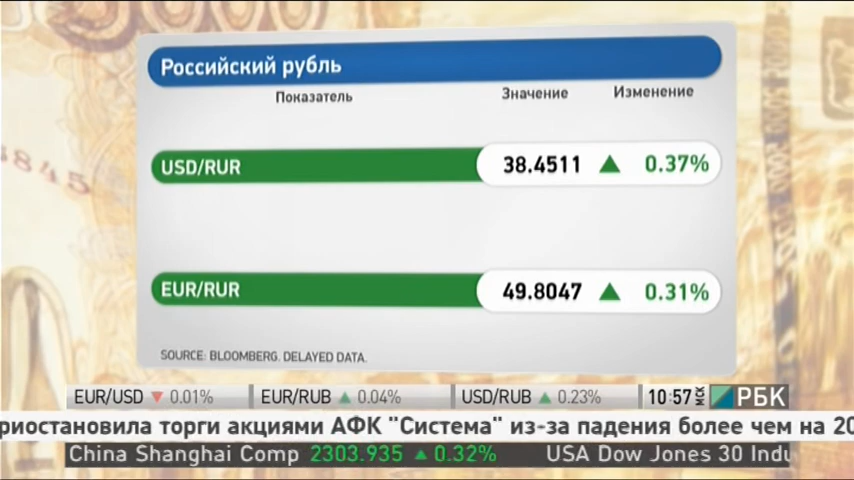 Российский рубль
Показатель Значение Изменение
USD/RUR 38.4511 ▲ 0.37%
EUR/RUR 49.8047 ▲ 0.31%
SOURCE: BLOOMBERG. DELAYED DATA.
EUR/USD ▼ 0.01% EUR/RUB ▲ 0.04% USD/RUB ▲ 0.23% 10:57 МСК РБК
риостановила торги акциями АФК "Система" из-за падения более чем на 20
China Shanghai Comp 2303.935 ▲ 0.32% USA Dow Jones 30 Indu